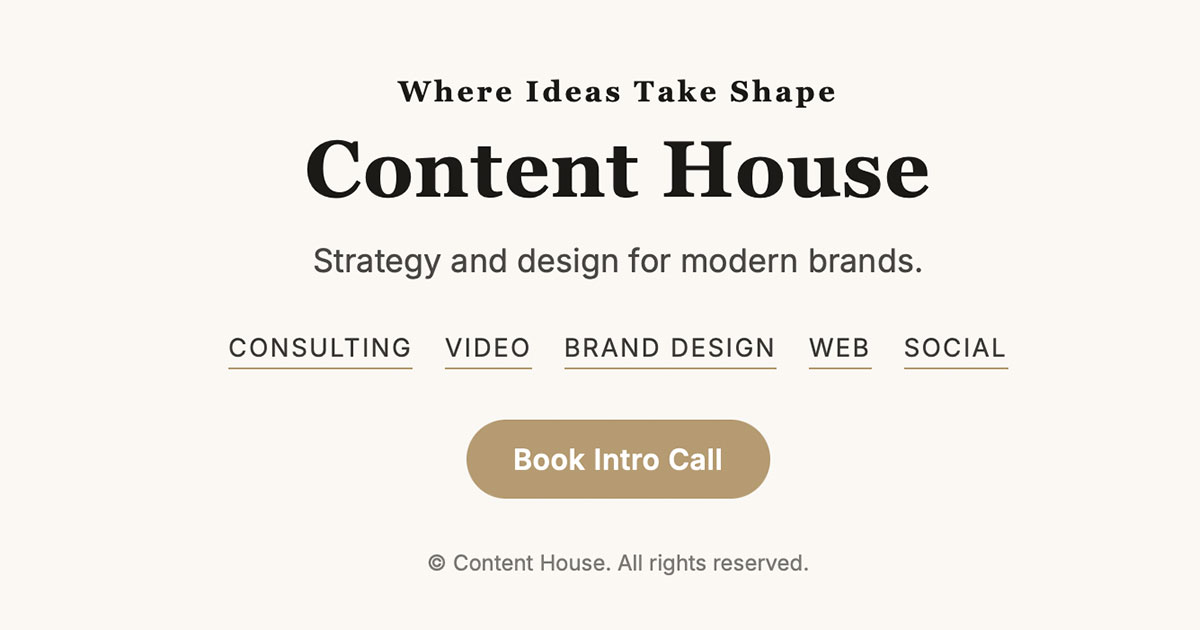 Where Ideas Take Shape
Content House
Strategy and design for modern brands.
CONSULTING VIDEO BRAND DESIGN WEB SOCIAL
Book Intro Call
© Content House. All rights reserved.